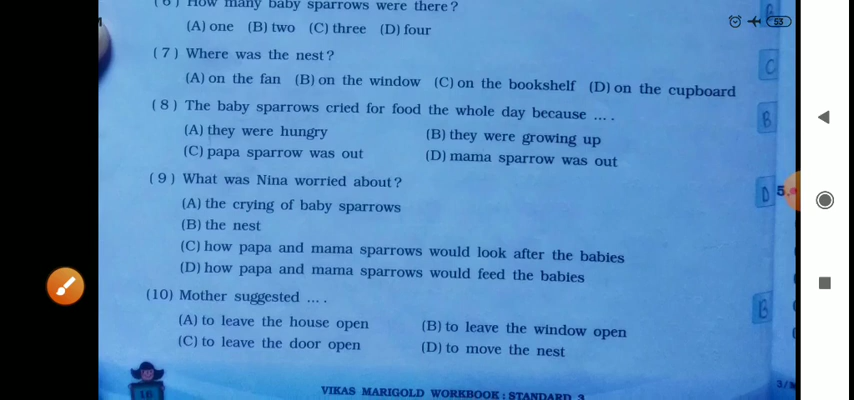 (6) How many baby sparrows were there?
(A) one (B) two (C) three (D) four
(7) Where was the nest?
(A) on the fan (B) on the window (C) on the bookshelf (D) on the cupboard
C
(8) The baby sparrows cried for food the whole day because ... .
B
(A) they were hungry (B) they were growing up
(C) papa sparrow was out (D) mama sparrow was out
(9) What was Nina worried about?
D 5.
(A) the crying of baby sparrows
(B) the nest
(C) how papa and mama sparrows would look after the babies
(D) how papa and mama sparrows would feed the babies
(10) Mother suggested ... .
B
(A) to leave the house open (B) to leave the window open
(C) to leave the door open (D) to move the nest
16 VIKAS MARIGOLD WORKBOOK : STANDARD 3
53